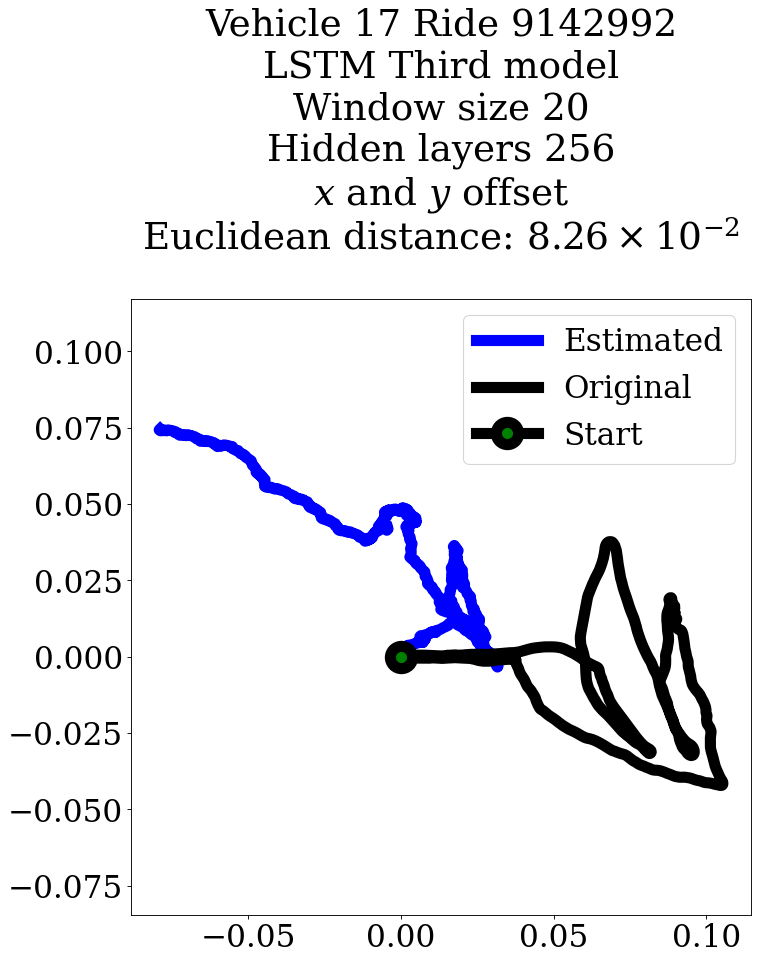 Vehicle 17 Ride 9142992
LSTM Third model
Window size 20
Hidden layers 256
x and y offset
Euclidean distance: 8.26 × 10⁻²
Estimated
Original
Start
0.100
0.075
0.050
0.025
0.000
−0.025
−0.050
−0.075
−0.05 0.00 0.05 0.10